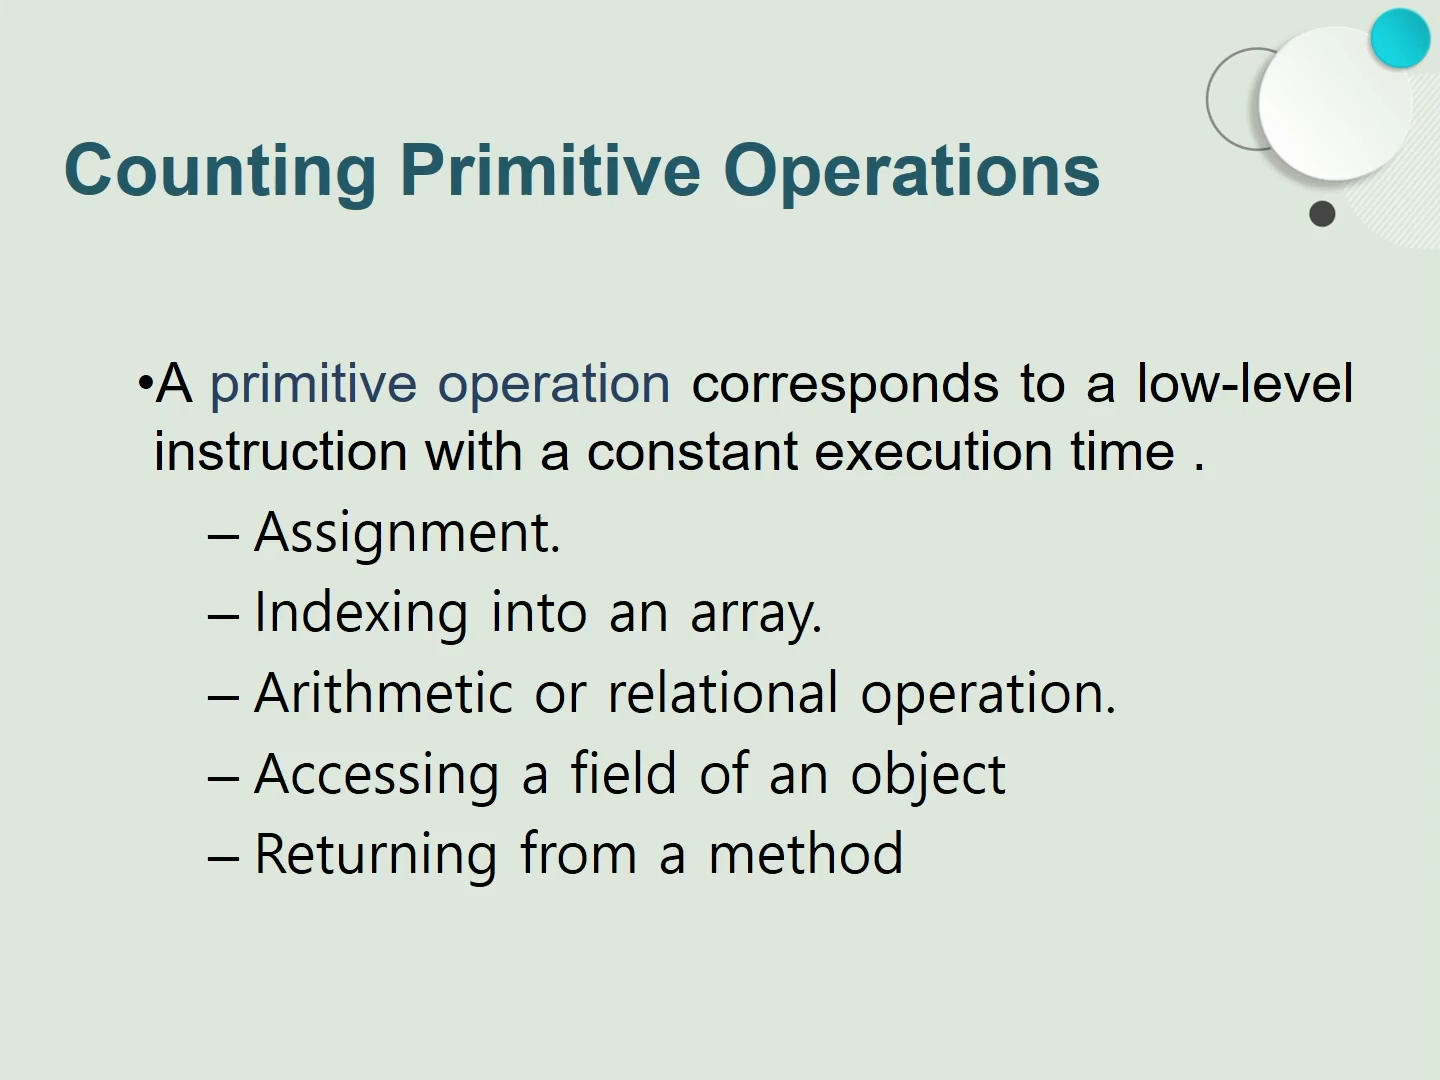 Counting Primitive Operations
•A primitive operation corresponds to a low-level
instruction with a constant execution time .
– Assignment.
– Indexing into an array.
– Arithmetic or relational operation.
– Accessing a field of an object
– Returning from a method